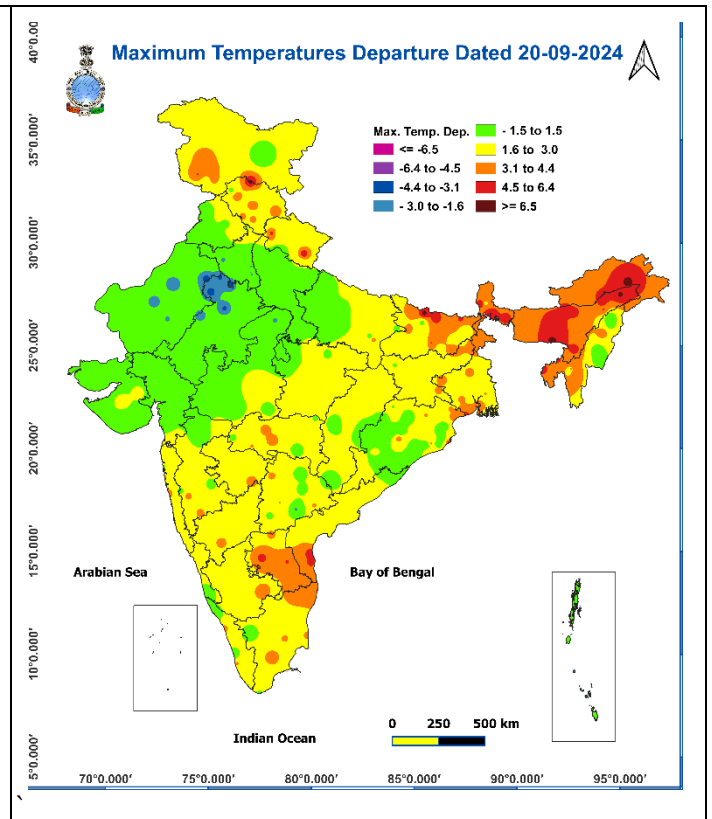 Maximum Temperatures Departure Dated 20-09-2024
Max. Temp. Dep.
<= -6.5
-6.4 to -4.5
-4.4 to -3.1
- 3.0 to -1.6
- 1.5 to 1.5
1.6 to 3.0
3.1 to 4.4
4.5 to 6.4
>= 6.5
40°0.00
35°0.000'
30°0.000'
25°0.000'
20°0.000'
15°0.000'
10°0.000'
5°0.000'
Arabian Sea
Bay of Bengal
Indian Ocean
0 250 500 km
70°0.000' 75°0.000' 80°0.000' 85°0.000' 90°0.000' 95°0.000'
`